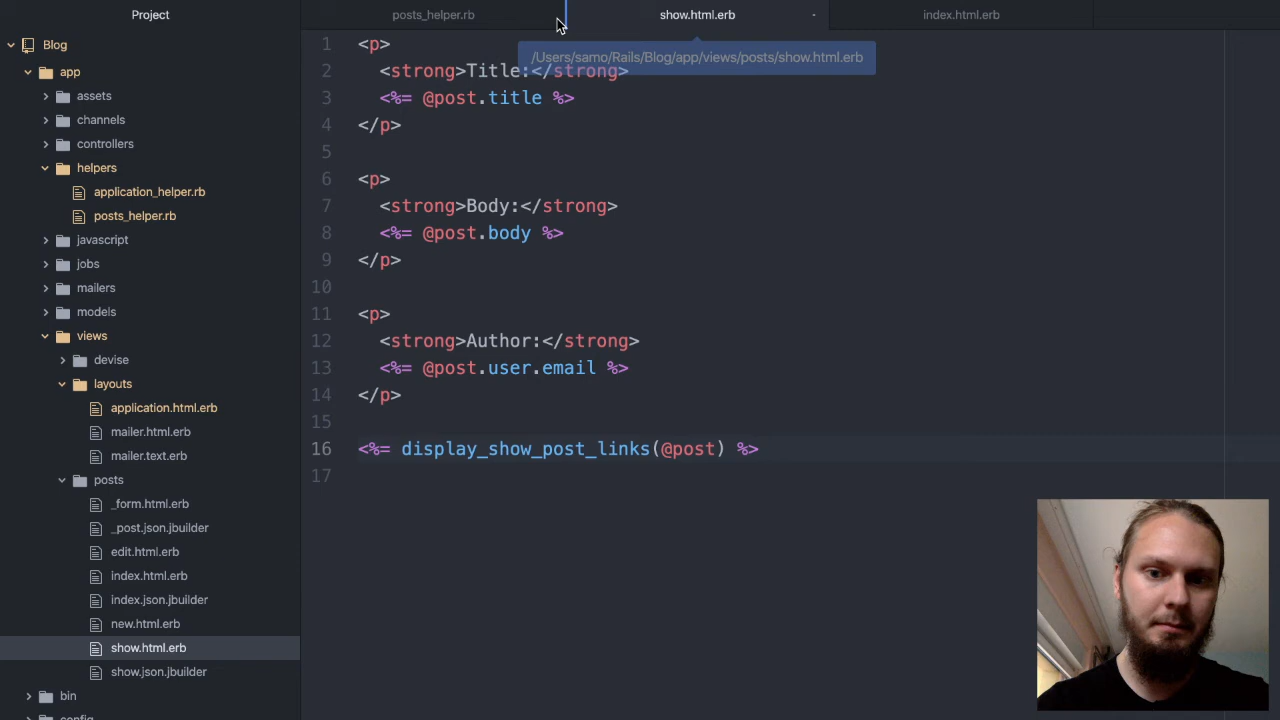 Project
posts_helper.rb
show.html.erb
index.html.erb
/Users/samo/Rails/Blog/app/views/posts/show.html.erb
Blog
app
assets
channels
controllers
helpers
application_helper.rb
posts_helper.rb
javascript
jobs
mailers
models
views
devise
layouts
application.html.erb
mailer.html.erb
mailer.text.erb
posts
_form.html.erb
_post.json.jbuilder
edit.html.erb
index.html.erb
index.json.jbuilder
new.html.erb
show.html.erb
show.json.jbuilder
bin
config
1 <p>
2 <strong>Title:</strong>
3 <%= @post.title %>
4 </p>
5
6 <p>
7 <strong>Body:</strong>
8 <%= @post.body %>
9 </p>
10
11 <p>
12 <strong>Author:</strong>
13 <%= @post.user.email %>
14 </p>
15
16 <%= display_show_post_links(@post) %>
17